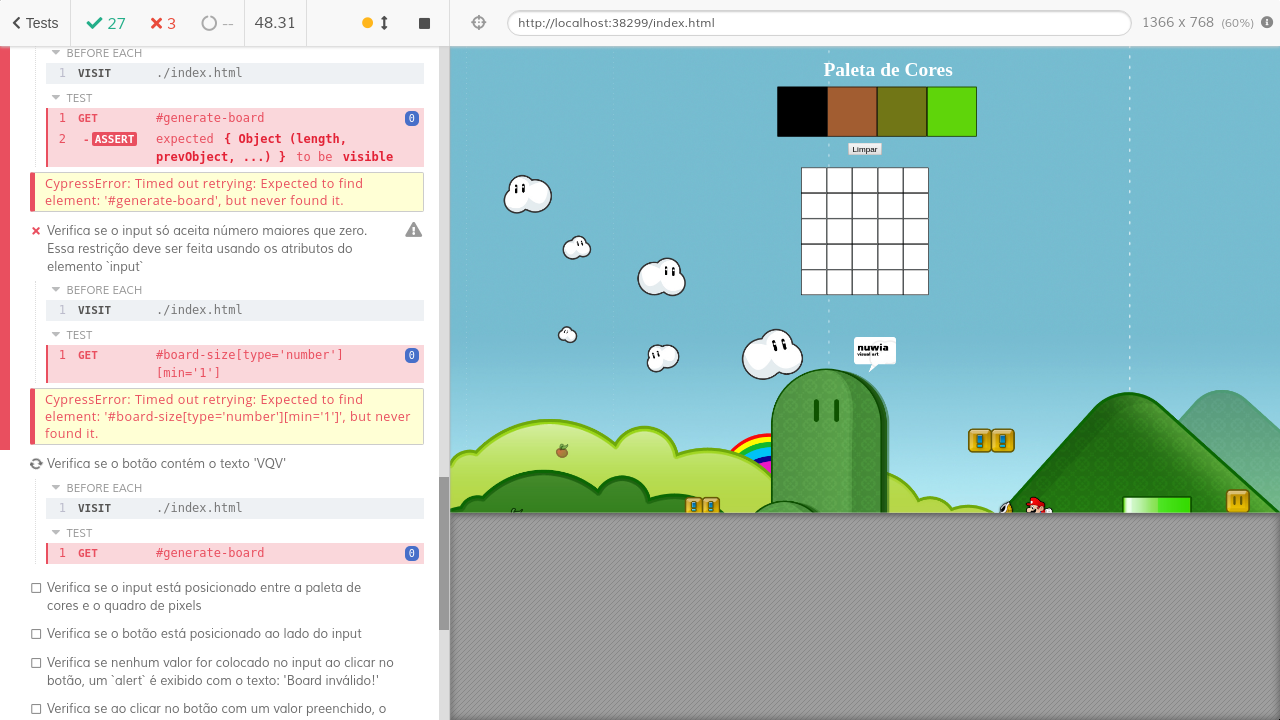 Tests
27
3
--
48.31
http://localhost:38299/index.html
1366 x 768 (60%)
BEFORE EACH
1 VISIT ./index.html
TEST
1 GET #generate-board 0
2 -ASSERT expected { Object (length,
prevObject, ...) } to be visible
CypressError: Timed out retrying: Expected to find
element: '#generate-board', but never found it.
Verifica se o input só aceita número maiores que zero.
Essa restrição deve ser feita usando os atributos do
elemento `input`
BEFORE EACH
1 VISIT ./index.html
TEST
1 GET #board-size[type='number'] 0
[min='1']
CypressError: Timed out retrying: Expected to find
element: '#board-size[type='number'][min='1']', but never
found it.
Verifica se o botão contém o texto 'VQV'
BEFORE EACH
1 VISIT ./index.html
TEST
1 GET #generate-board 0
Verifica se o input está posicionado entre a paleta de
cores e o quadro de pixels
Verifica se o botão está posicionado ao lado do input
Verifica se nenhum valor for colocado no input ao clicar no
botão, um `alert` é exibido com o texto: 'Board inválido!'
Verifica se ao clicar no botão com um valor preenchido, o
Paleta de Cores
Limpar
nuwia
visual art